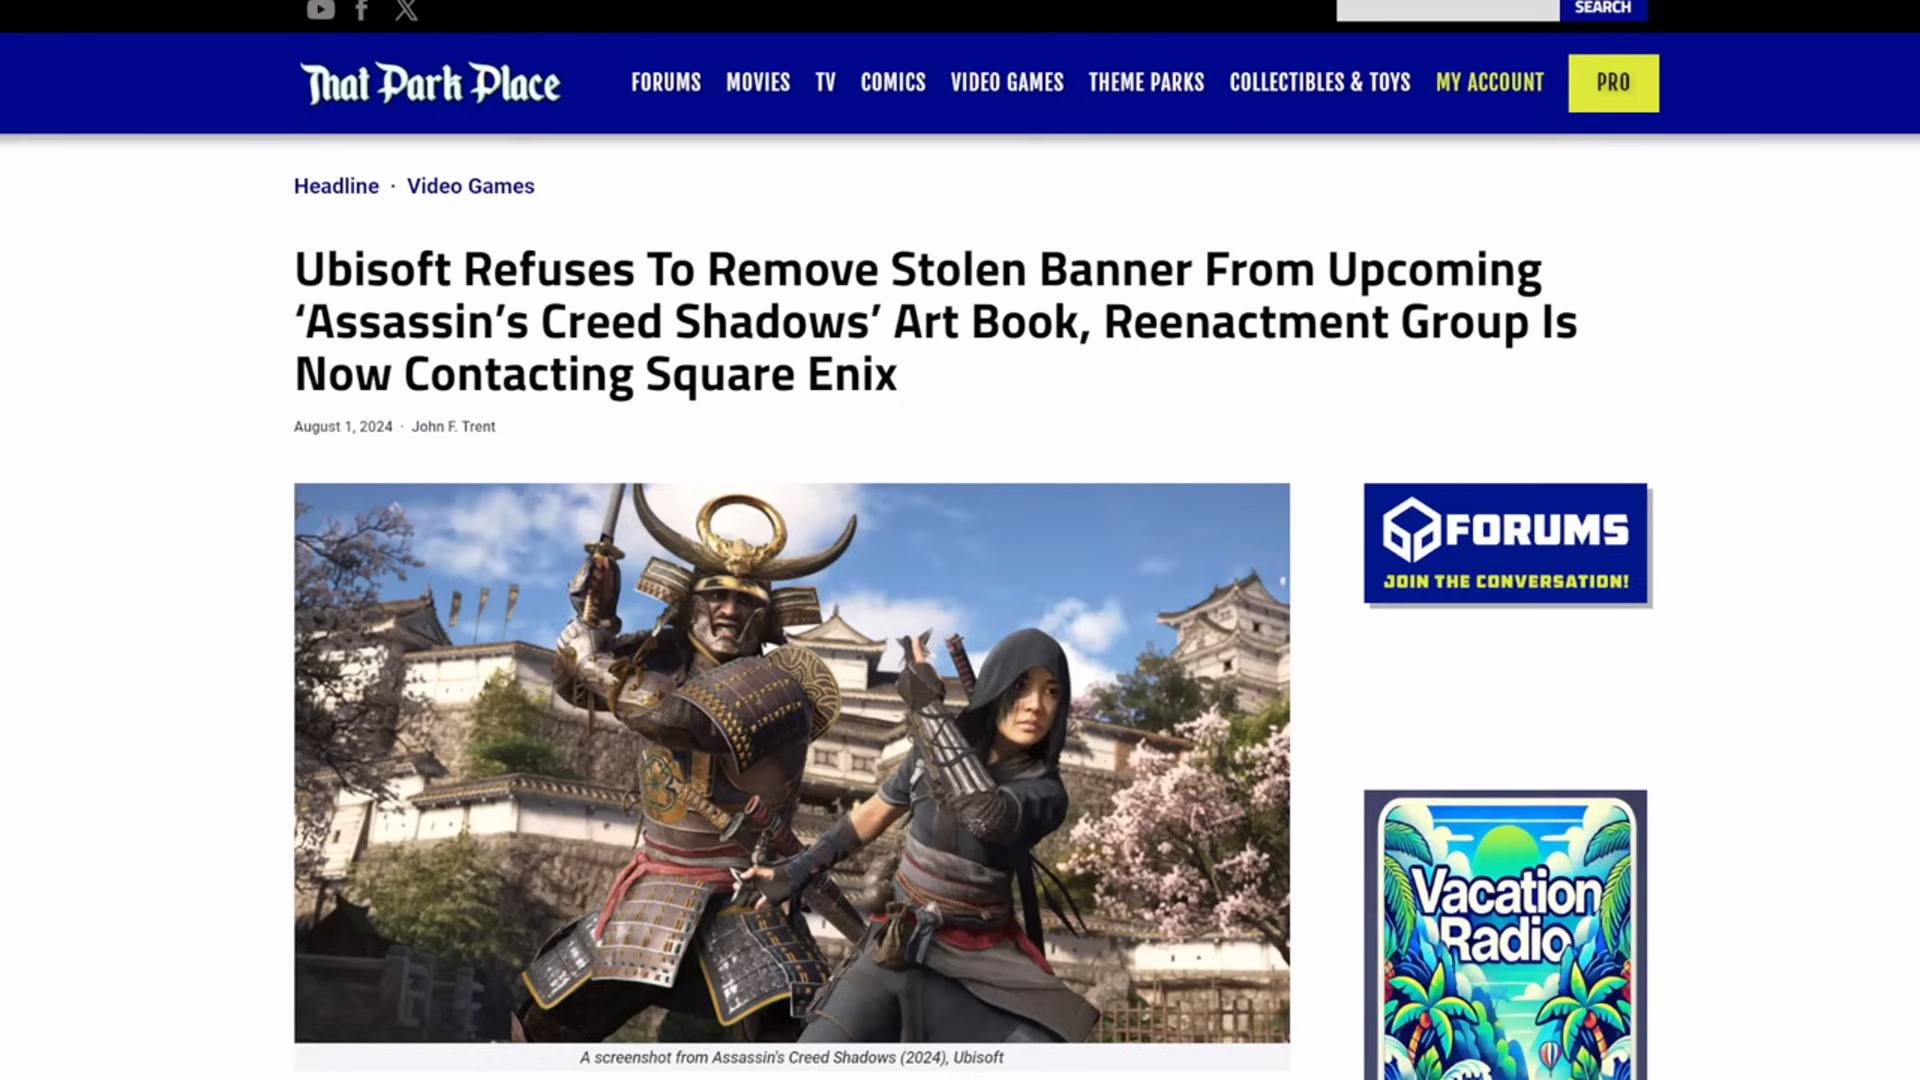 SEARCH
That Park Place
FORUMS MOVIES TV COMICS VIDEO GAMES THEME PARKS COLLECTIBLES & TOYS MY ACCOUNT PRO
Headline · Video Games
Ubisoft Refuses To Remove Stolen Banner From Upcoming
‘Assassin’s Creed Shadows’ Art Book, Reenactment Group Is
Now Contacting Square Enix
August 1, 2024 · John F. Trent
FORUMS
JOIN THE CONVERSATION!
Vacation
Radio
A screenshot from Assassin's Creed Shadows (2024), Ubisoft